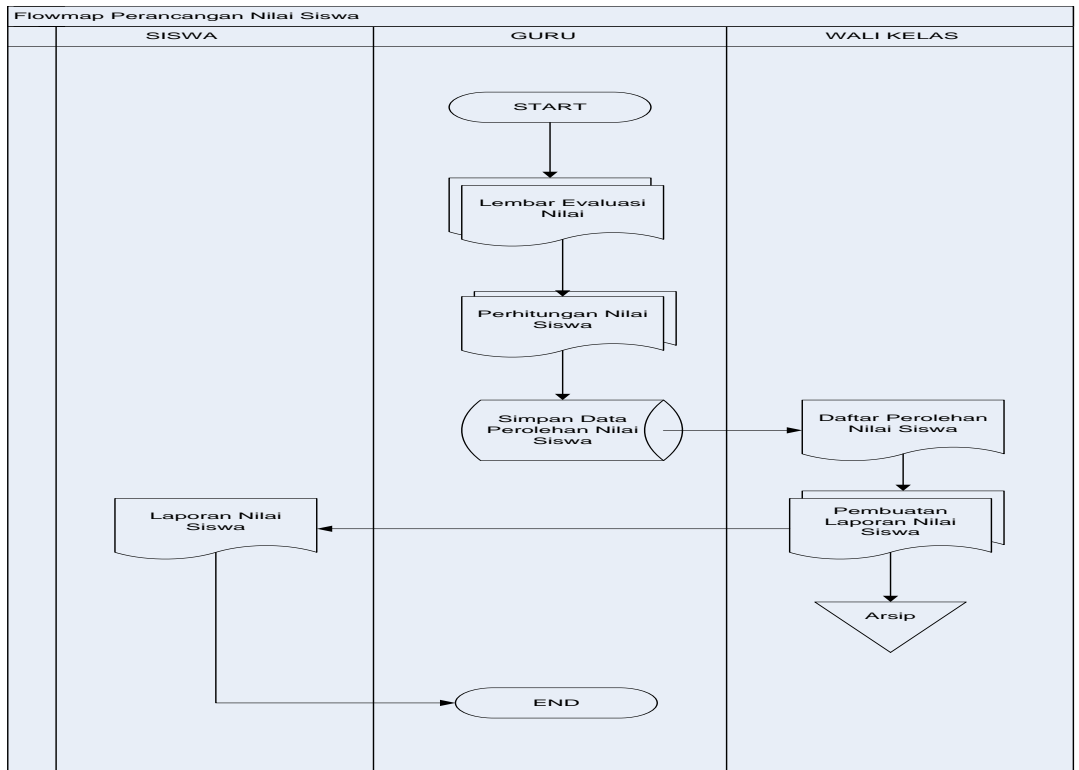 Flowmap Perancangan Nilai Siswa
SISWA
GURU
WALI KELAS
START
Lembar Evaluasi
Nilai
Perhitungan Nilai
Siswa
Simpan Data
Perolehan Nilai
Siswa
Daftar Perolehan
Nilai Siswa
Pembuatan
Laporan Nilai
Siswa
Laporan Nilai
Siswa
Arsip
END